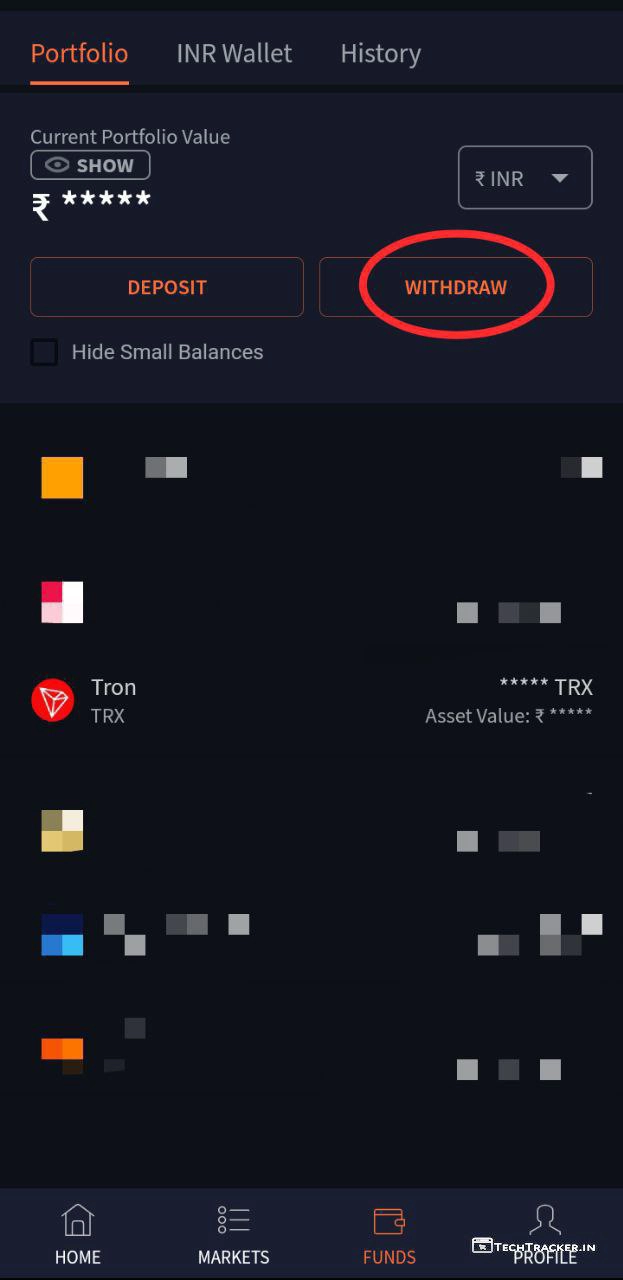 Portfolio INR Wallet History
Current Portfolio Value
SHOW
₹ *****
₹ INR
DEPOSIT WITHDRAW
Hide Small Balances
Tron ***** TRX
TRX Asset Value: ₹ *****
HOME MARKETS FUNDS PROFILE
TECHTRACKER.IN